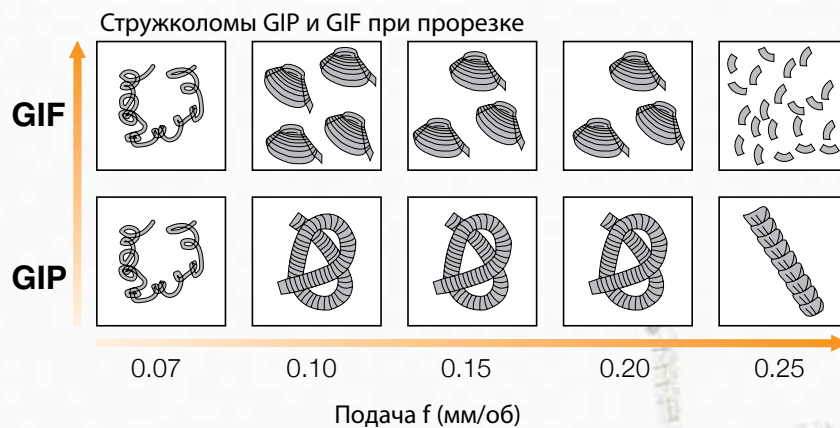 Стружколомы GIP и GIF при прорезке
GIF
GIP
0.07 0.10 0.15 0.20 0.25
Подача f (мм/об)